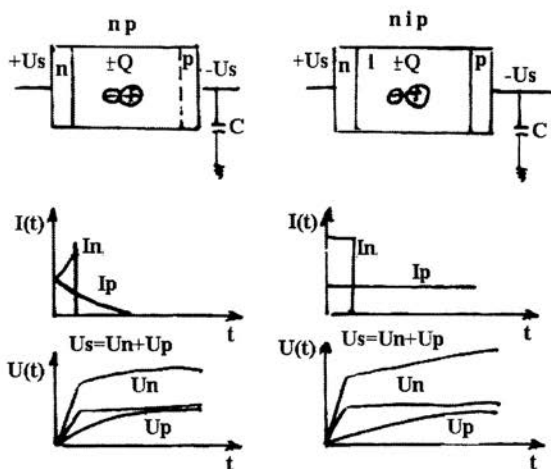 n p
+Us n ±Q p -Us
C
I(t)
In
Ip
t
Us=Un+Up
U(t)
Un
Up
t
n i p
+Us n i ±Q p -Us
C
I(t)
In
Ip
t
Us=Un+Up
U(t)
Un
Up
t